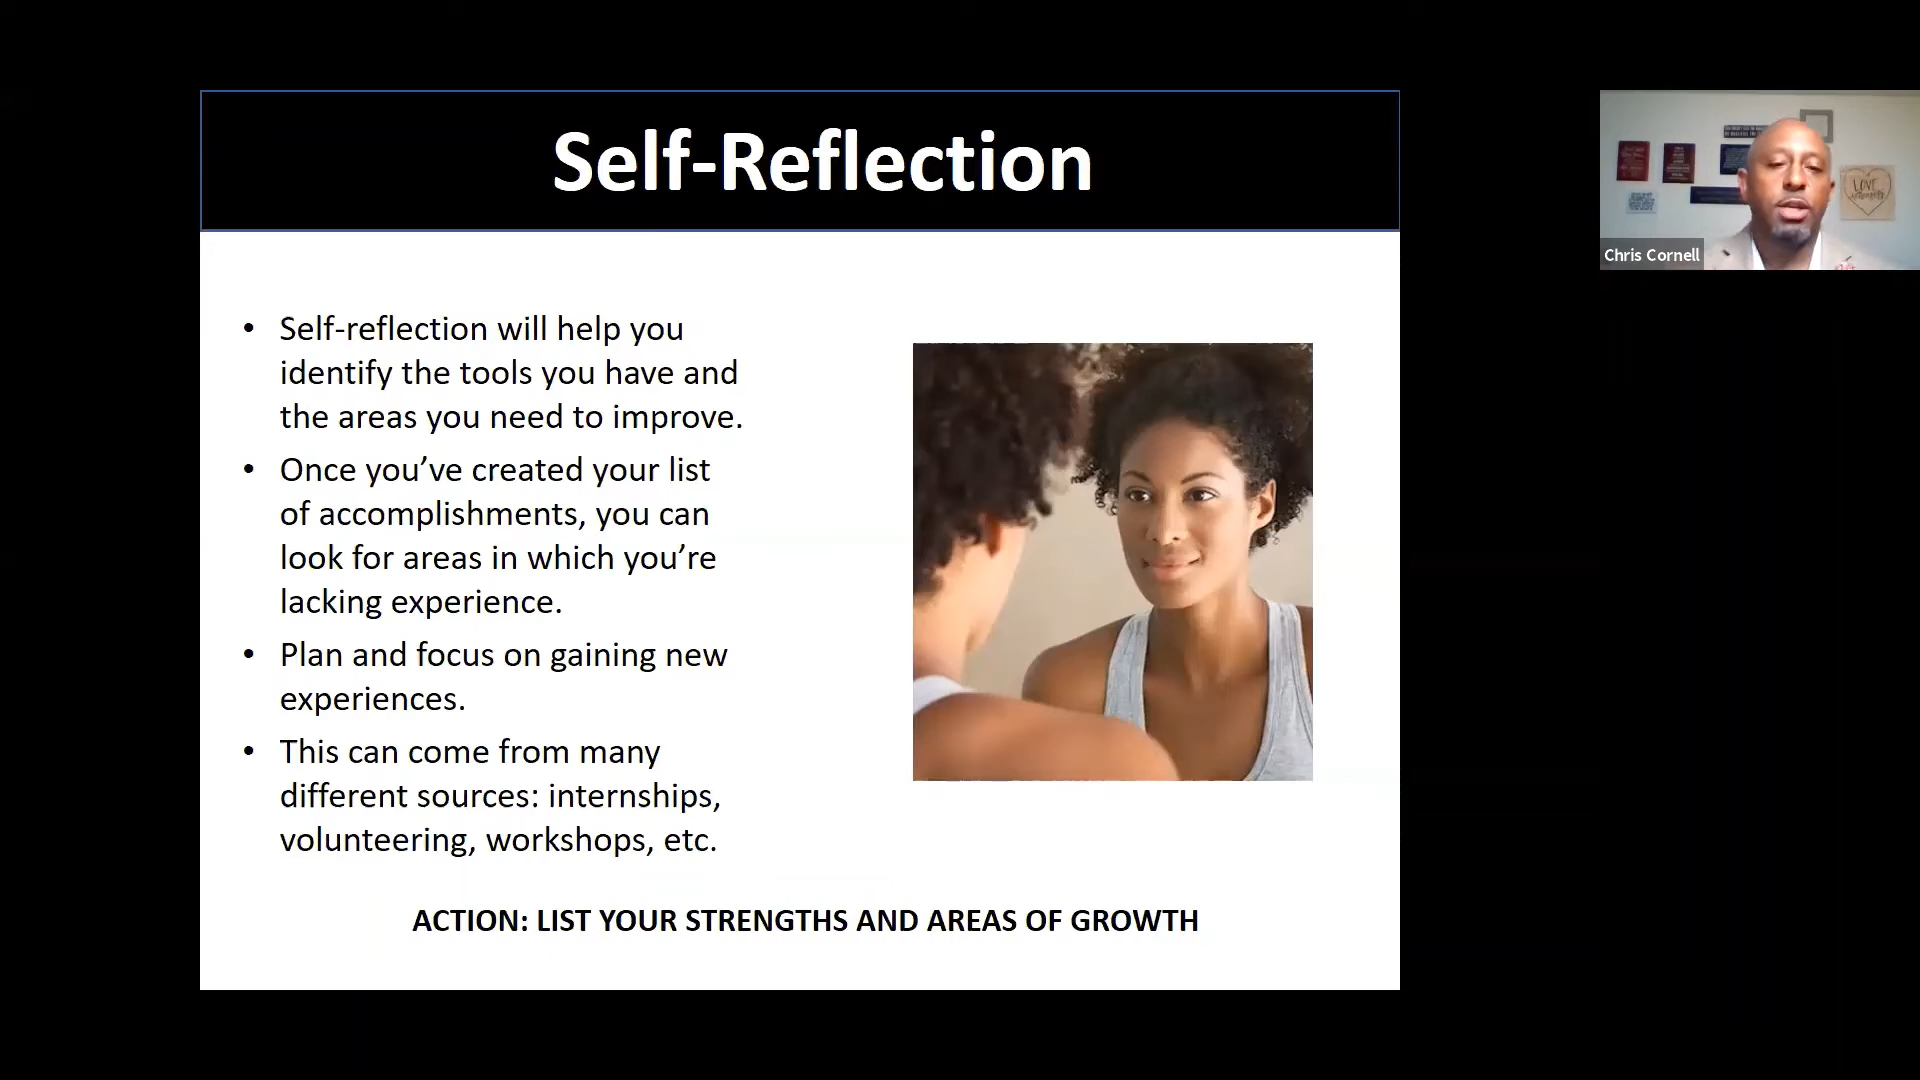 Self-Reflection
• Self-reflection will help you
identify the tools you have and
the areas you need to improve.
• Once you’ve created your list
of accomplishments, you can
look for areas in which you’re
lacking experience.
• Plan and focus on gaining new
experiences.
• This can come from many
different sources: internships,
volunteering, workshops, etc.
ACTION: LIST YOUR STRENGTHS AND AREAS OF GROWTH
LOVE
Chris Cornell